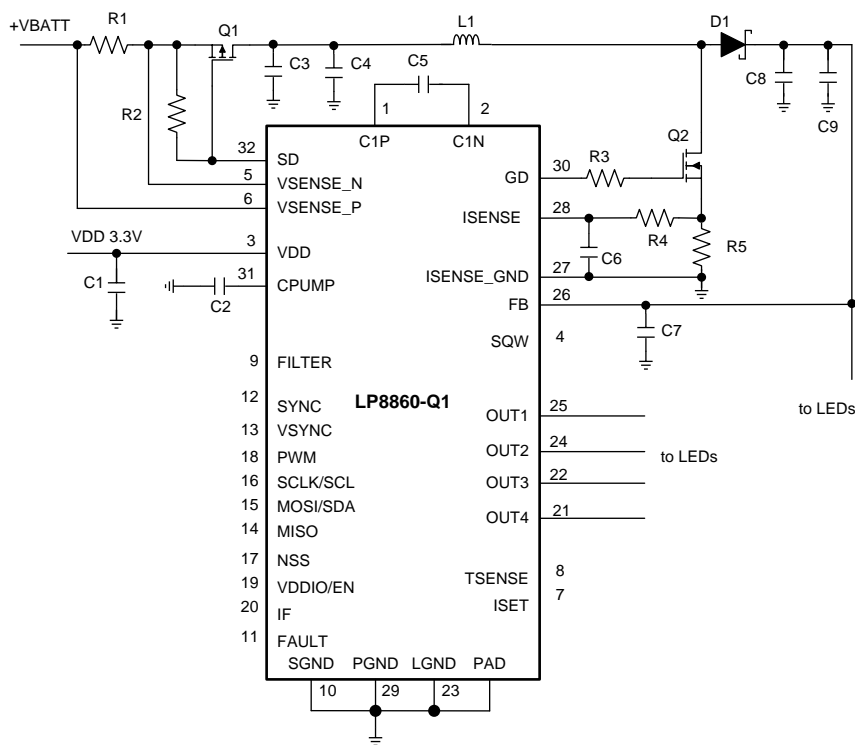 +VBATT
R1
Q1
L1
D1
C3
C4
C5
C8
C9
R2
1
2
C1P
C1N
Q2
32
SD
5
VSENSE_N
6
VSENSE_P
GD
30
R3
ISENSE
28
R4
R5
C6
VDD 3.3V
3
VDD
C1
31
CPUMP
C2
ISENSE_GND
27
FB
26
C7
SQW
4
9
FILTER
LP8860-Q1
12
SYNC
13
VSYNC
18
PWM
16
SCLK/SCL
15
MOSI/SDA
14
MISO
17
NSS
19
VDDIO/EN
20
IF
11
FAULT
OUT1
25
OUT2
24
OUT3
22
OUT4
21
to LEDs
to LEDs
TSENSE
8
ISET
7
SGND
PGND
LGND
PAD
10
29
23